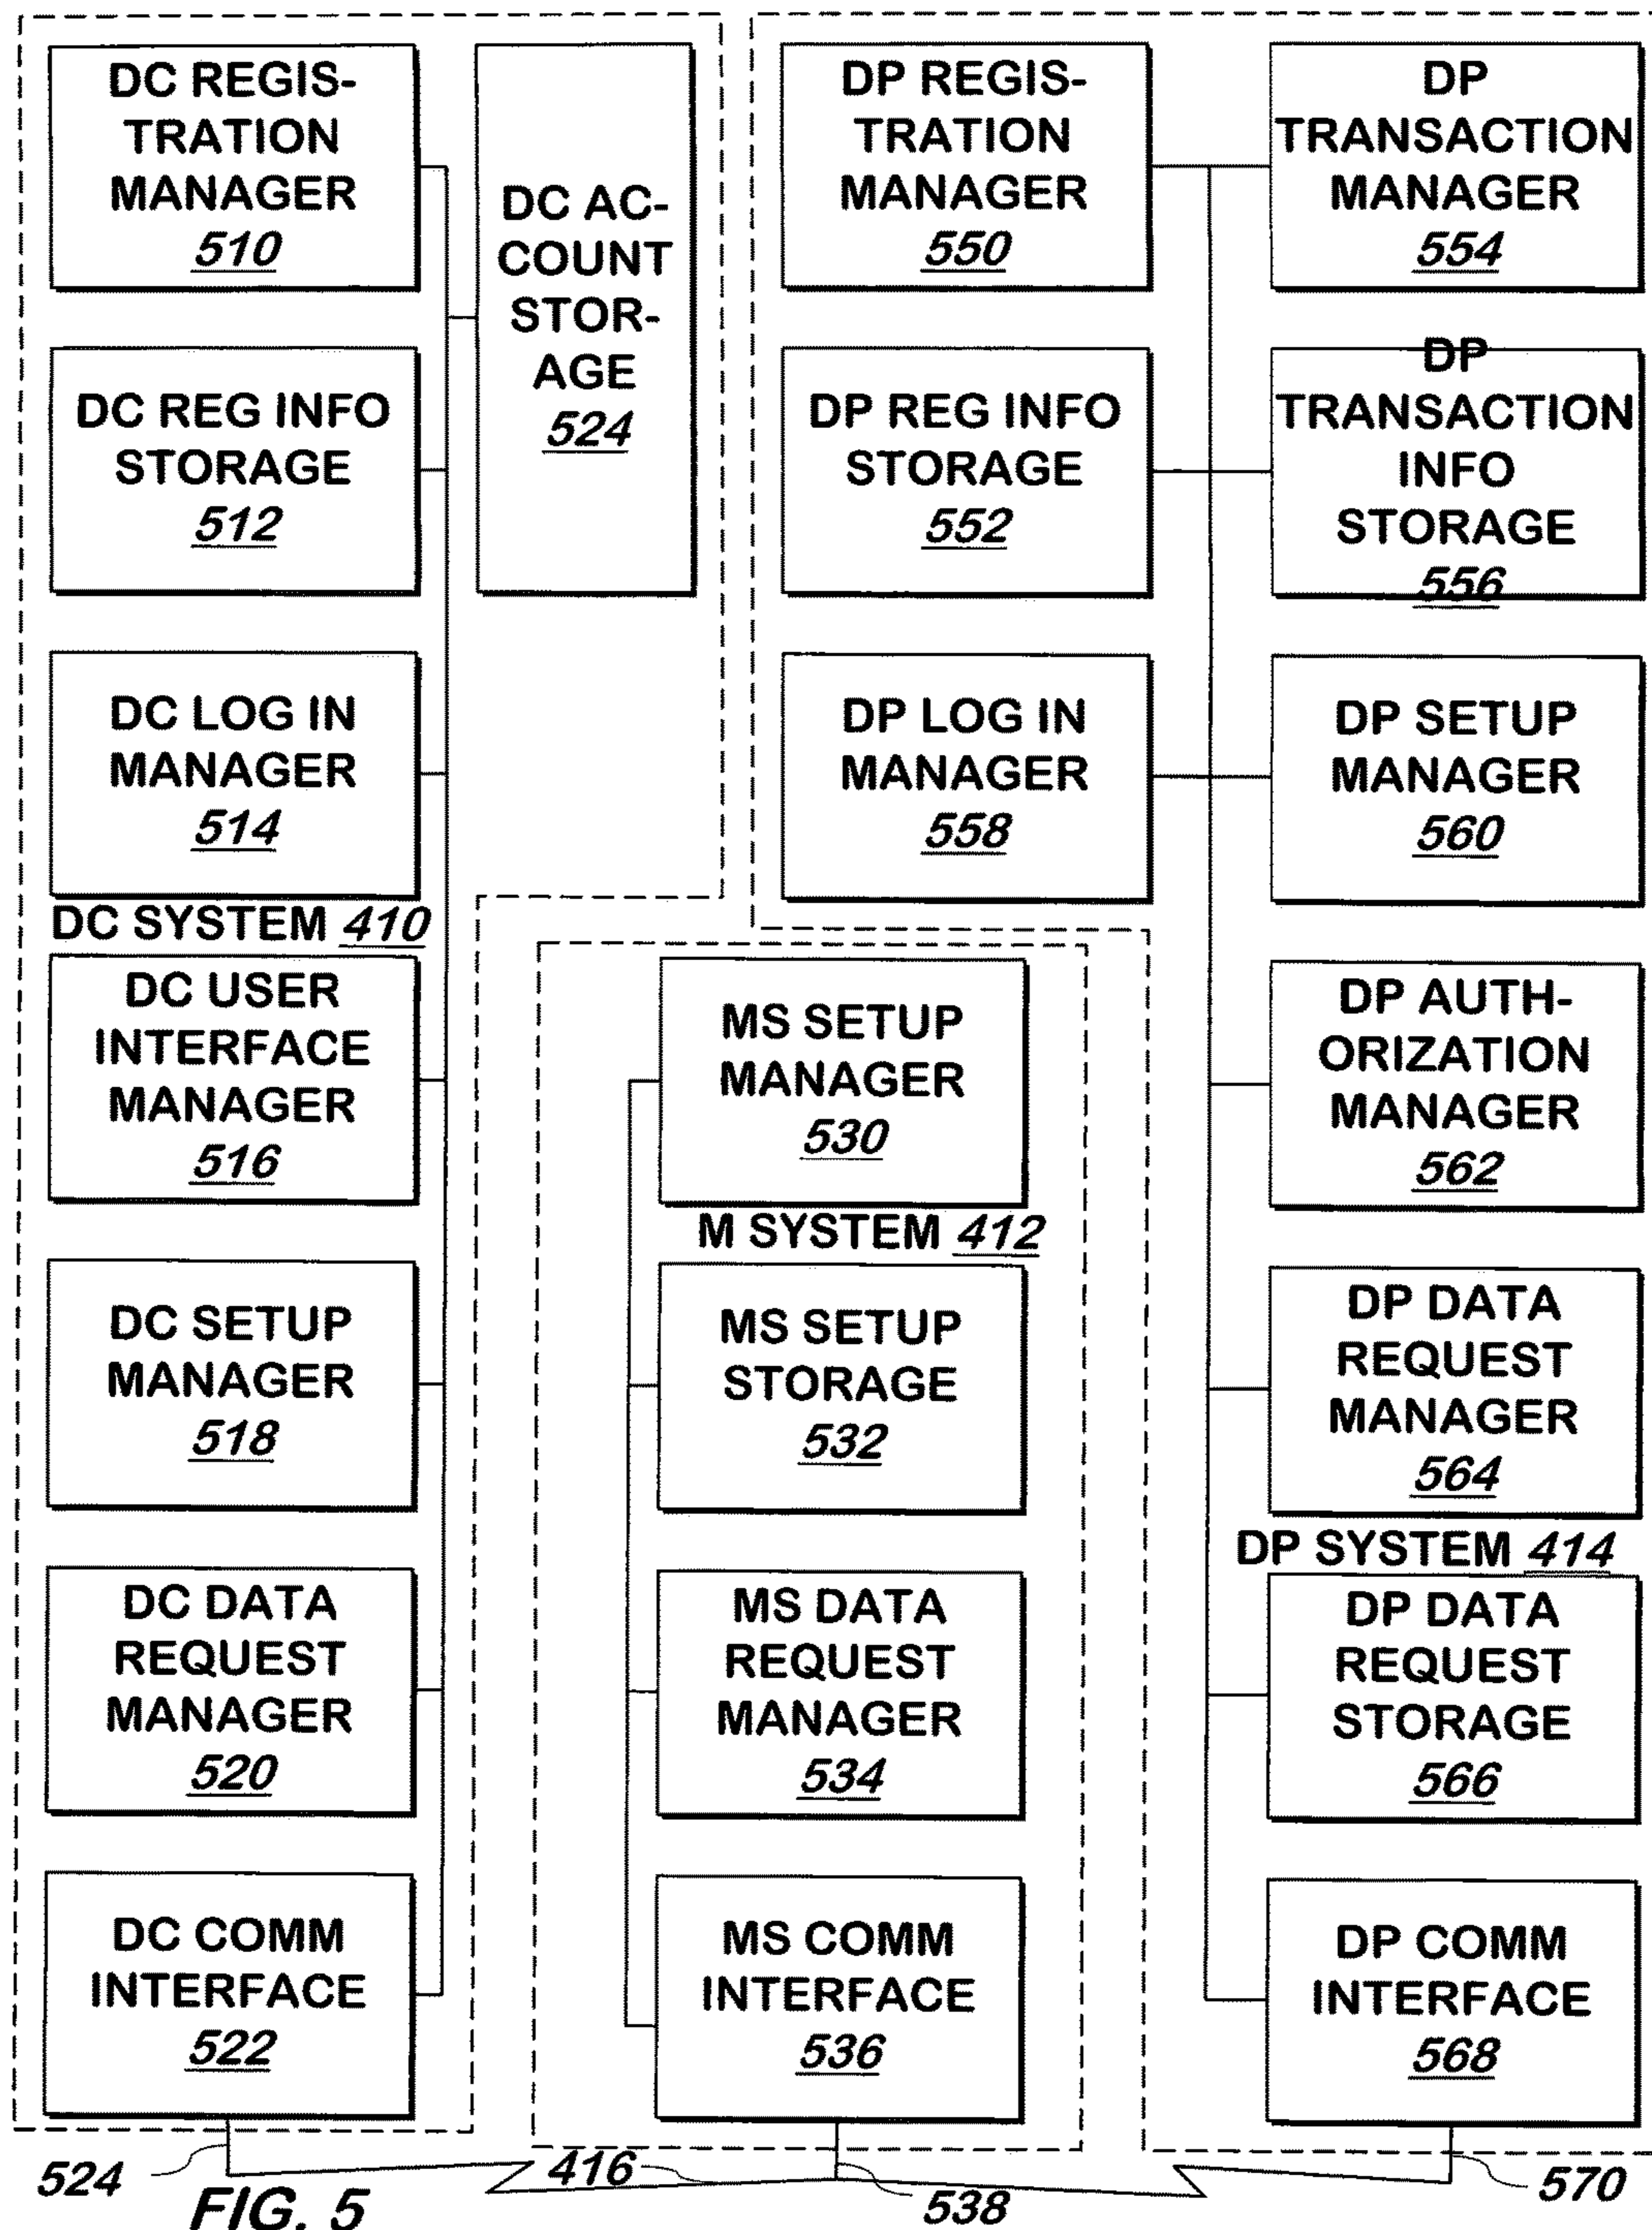 DC REGIS-
TRATION
MANAGER
510
DC AC-
COUNT
STOR-
AGE
524
DC REG INFO
STORAGE
512
DC LOG IN
MANAGER
514
DC SYSTEM 410
DC USER
INTERFACE
MANAGER
516
DC SETUP
MANAGER
518
DC DATA
REQUEST
MANAGER
520
DC COMM
INTERFACE
522
MS SETUP
MANAGER
530
M SYSTEM 412
MS SETUP
STORAGE
532
MS DATA
REQUEST
MANAGER
534
MS COMM
INTERFACE
536
DP REGIS-
TRATION
MANAGER
550
DP REG INFO
STORAGE
552
DP LOG IN
MANAGER
558
DP
TRANSACTION
MANAGER
554
DP
TRANSACTION
INFO
STORAGE
556
DP SETUP
MANAGER
560
DP AUTH-
ORIZATION
MANAGER
562
DP DATA
REQUEST
MANAGER
564
DP SYSTEM 414
DP DATA
REQUEST
STORAGE
566
DP COMM
INTERFACE
568
524
416
538
570
FIG. 5